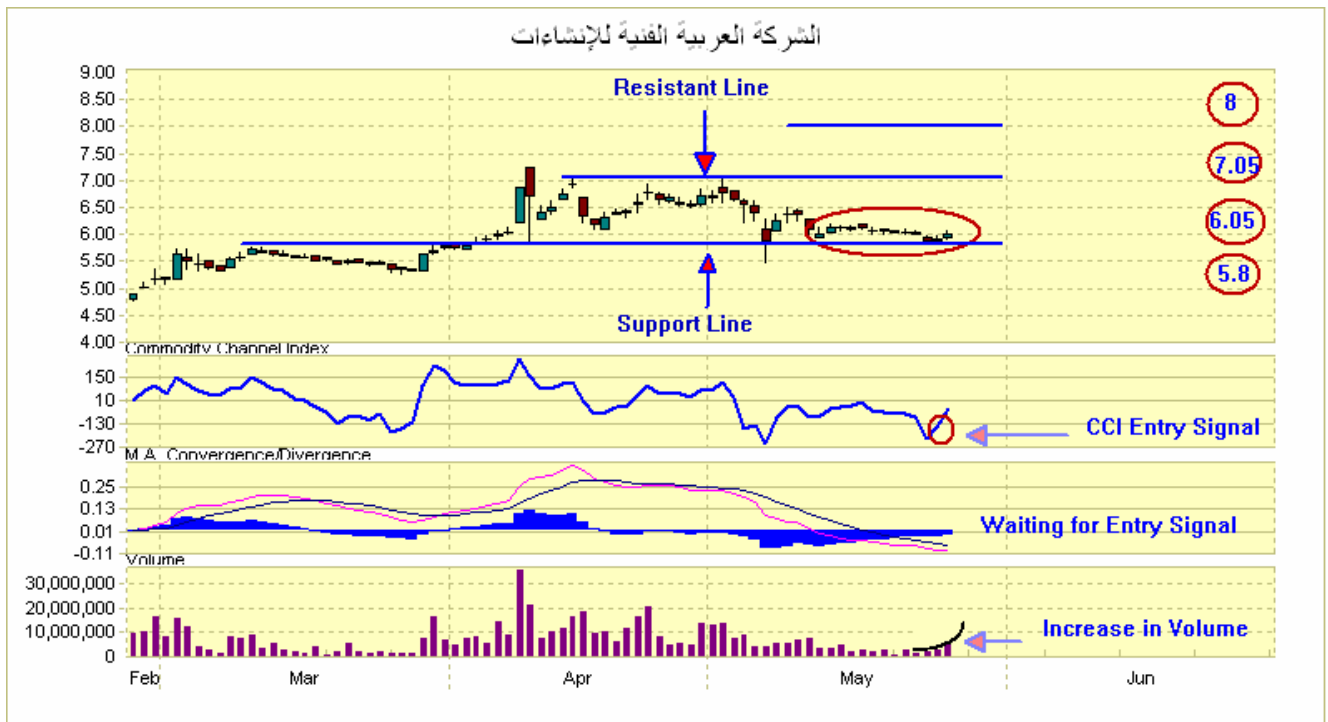 الشركة العربية الفنية للإنشاءات
9.00
8.50
8.00
7.50
7.00
6.50
6.00
5.50
5.00
4.50
4.00
Resistant Line
Support Line
8
7.05
6.05
5.8
Commodity Channel Index
150
10
-130
-270
CCI Entry Signal
M.A. Convergence/Divergence
0.25
0.13
0.01
-0.11
Waiting for Entry Signal
Volume
30,000,000
20,000,000
10,000,000
0
Increase in Volume
Feb Mar Apr May Jun